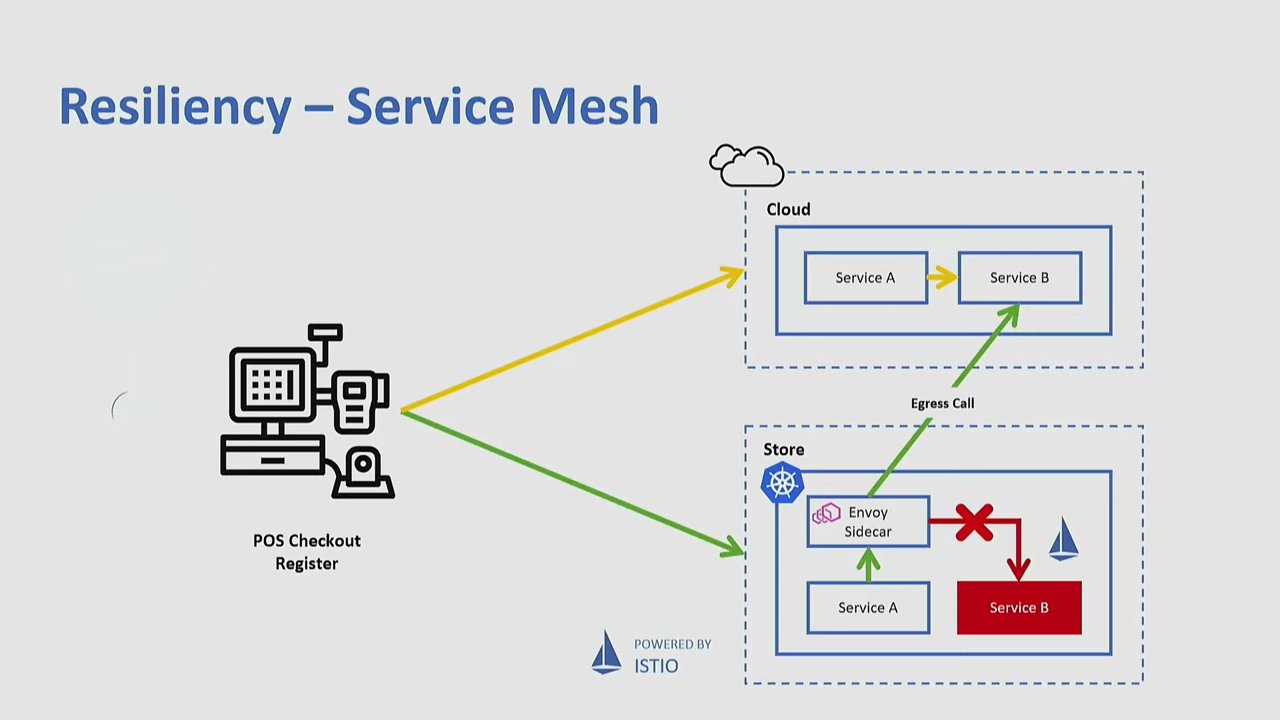 Resiliency – Service Mesh
Cloud
Service A
Service B
Egress Call
Store
Envoy
Sidecar
Service A
Service B
POS Checkout
Register
POWERED BY
ISTIO